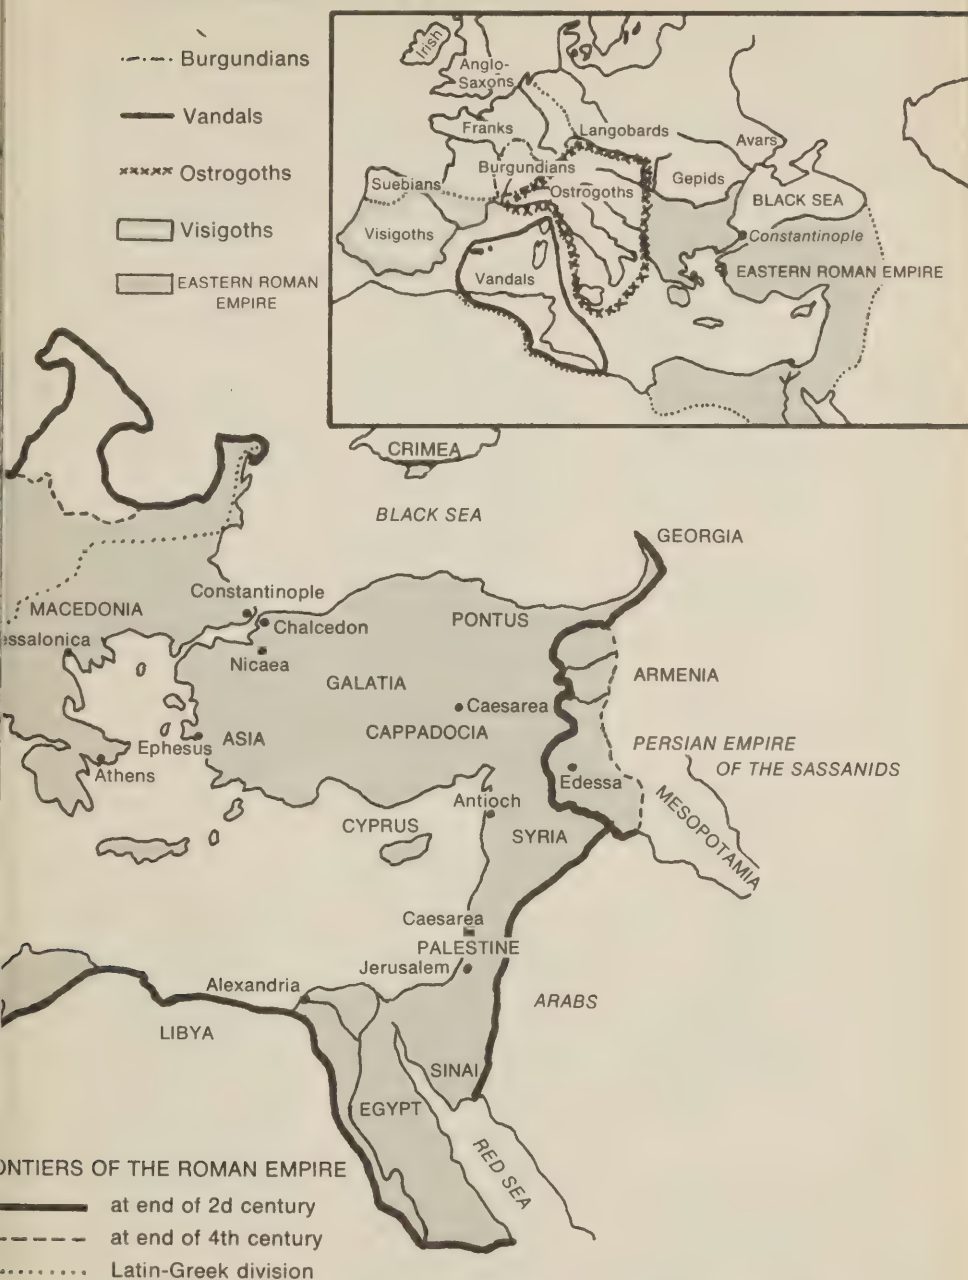 Burgundians
Vandals
Ostrogoths
Visigoths
EASTERN ROMAN
EMPIRE
Irish
Anglo-
Saxons
Franks
Langobards
Avars
Burgundians
Gepids
Suebians
Ostrogoths
BLACK SEA
Visigoths
Constantinople
Vandals
EASTERN ROMAN EMPIRE
CRIMEA
BLACK SEA
GEORGIA
Constantinople
MACEDONIA
Chalcedon
PONTUS
essalonica
Nicaea
ARMENIA
GALATIA
Caesarea
CAPPADOCIA
Ephesus
ASIA
PERSIAN EMPIRE
OF THE SASSANIDS
Athens
Edessa
Antioch
MESOPOTAMIA
CYPRUS
SYRIA
Caesarea
PALESTINE
Jerusalem
Alexandria
ARABS
LIBYA
SINAI
EGYPT
RED SEA
ONTIERS OF THE ROMAN EMPIRE
at end of 2d century
at end of 4th century
Latin-Greek division